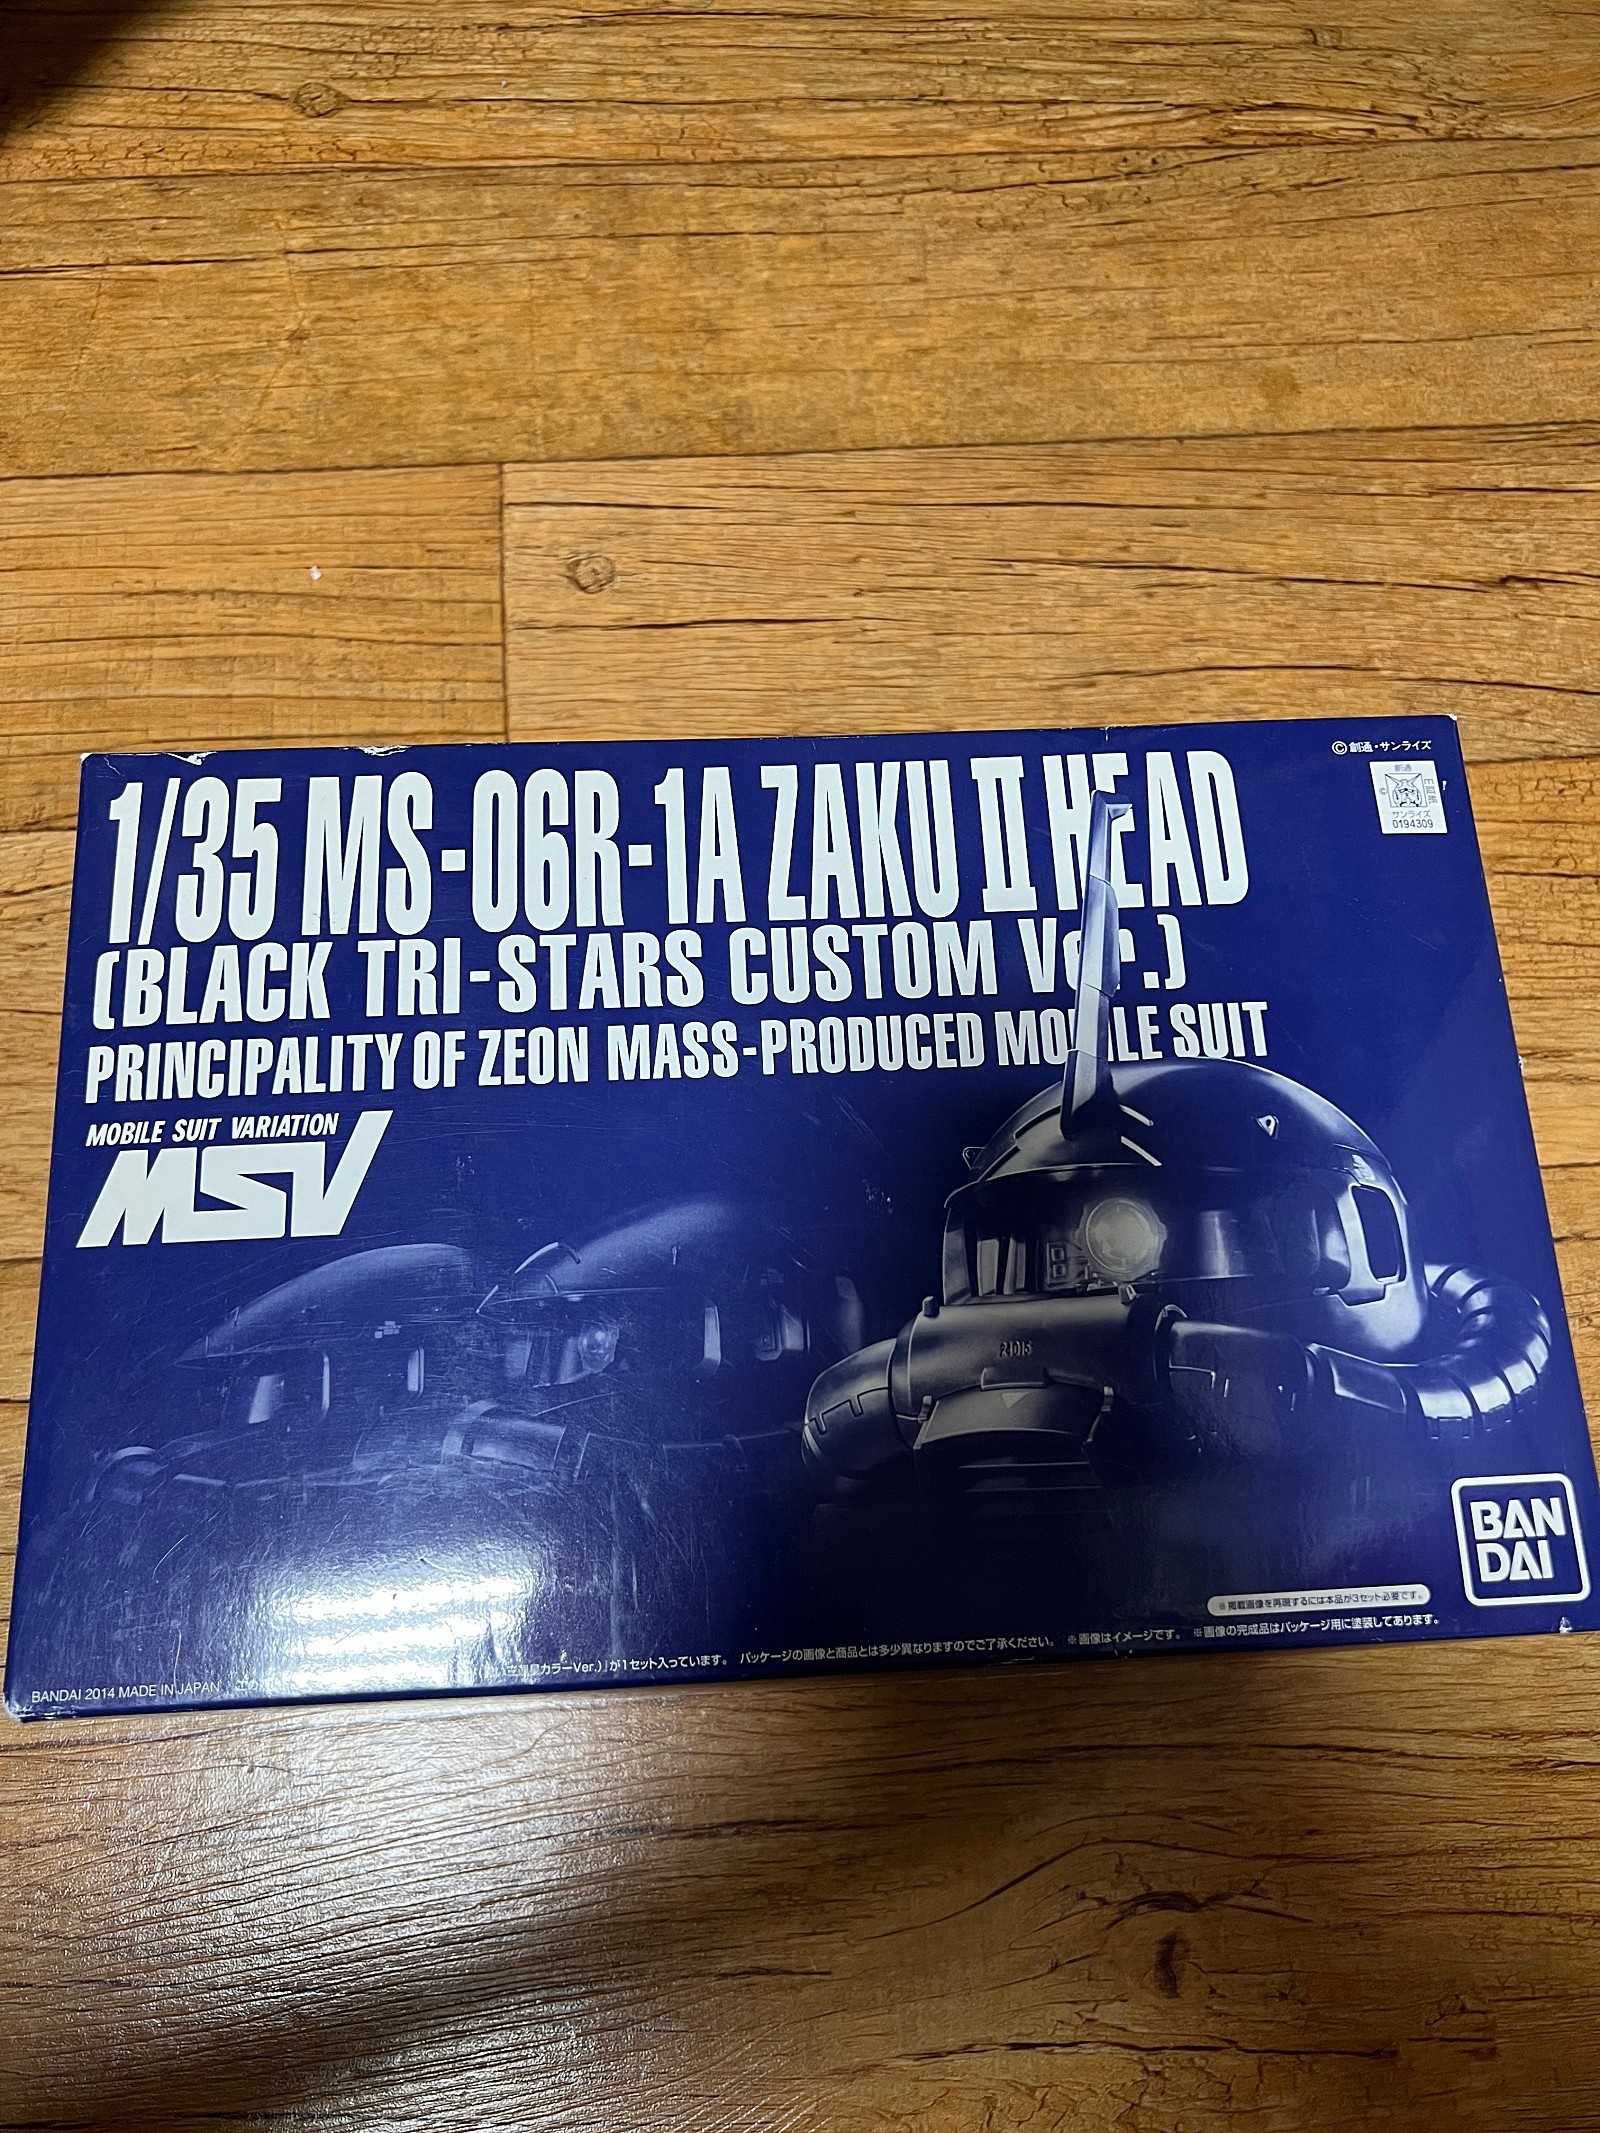 ©創通・サンライズ
創通
サンライズ
0194309
1/35 MS-06R-1A ZAKU II HEAD
(BLACK TRI-STARS CUSTOM Ver.)
PRINCIPALITY OF ZEON MASS-PRODUCED MOBILE SUIT
MOBILE SUIT VARIATION
MSV
24015
BAN
DAI
※掲載画像を再現するには本品が3セット必要です。
BANDAI 2014 MADE IN JAPAN
カラーVer.)」が1セット入っています。 パッケージの画像と商品とは多少異なりますのでご了承ください。 ※画像はイメージです。 ※画像の完成品はパッケージ用に塗装してあります。